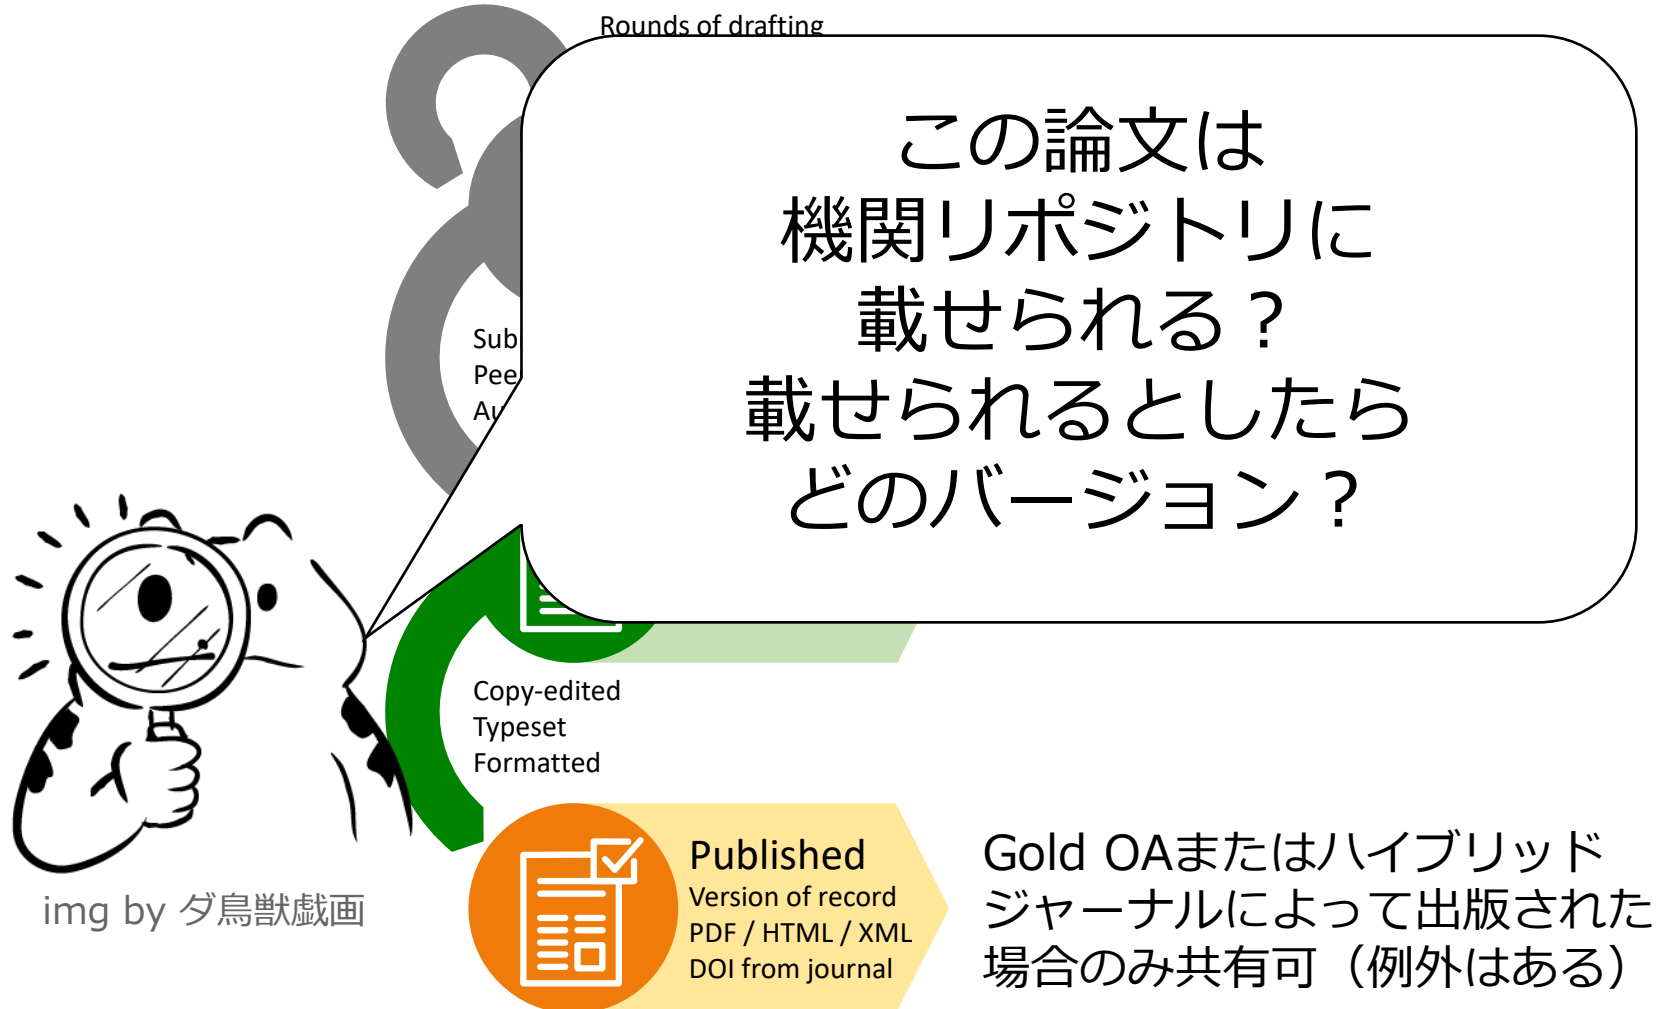 Rounds of drafting
この論文は
機関リポジトリに
載せられる？
載せられるとしたら
どのバージョン？
Copy-edited
Typeset
Formatted
Published
Version of record
PDF / HTML / XML
DOI from journal
Gold OAまたはハイブリッド
ジャーナルによって出版された
場合のみ共有可（例外はある）
img by ダ鳥獣戯画